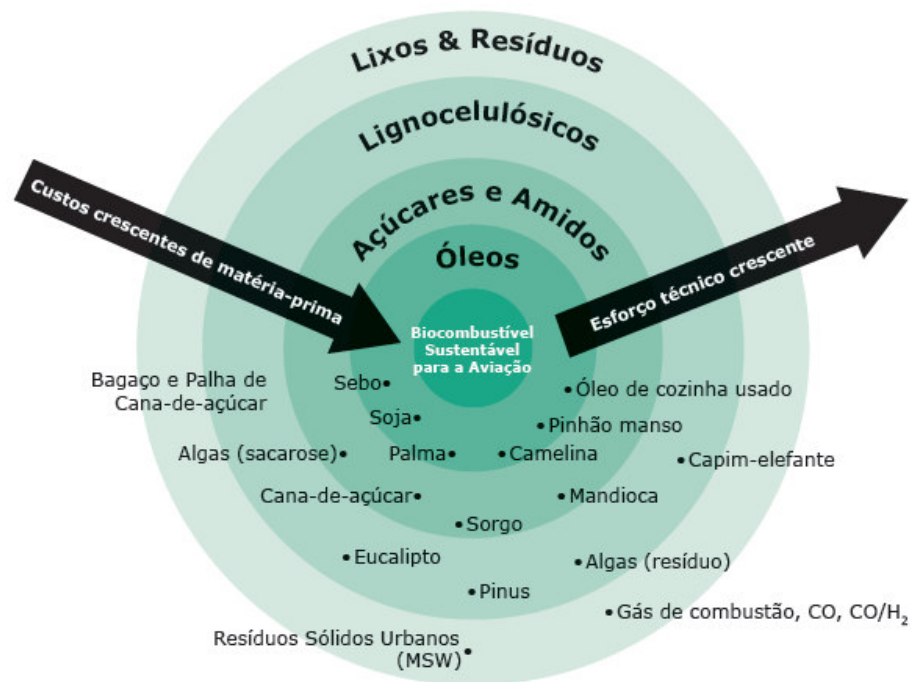 Lixos & Resíduos
Lignocelulósicos
Açúcares e Amidos
Óleos
Custos crescentes de matéria-prima
Esforço técnico crescente
Biocombustível
Sustentável
para a Aviação
Bagaço e Palha de
Cana-de-açúcar
Sebo
Óleo de cozinha usado
Soja
Pinhão manso
Algas (sacarose)
Palma
Camelina
Capim-elefante
Cana-de-açúcar
Mandioca
Sorgo
Eucalipto
Algas (resíduo)
Pinus
Gás de combustão, CO, CO/H₂
Resíduos Sólidos Urbanos
(MSW)